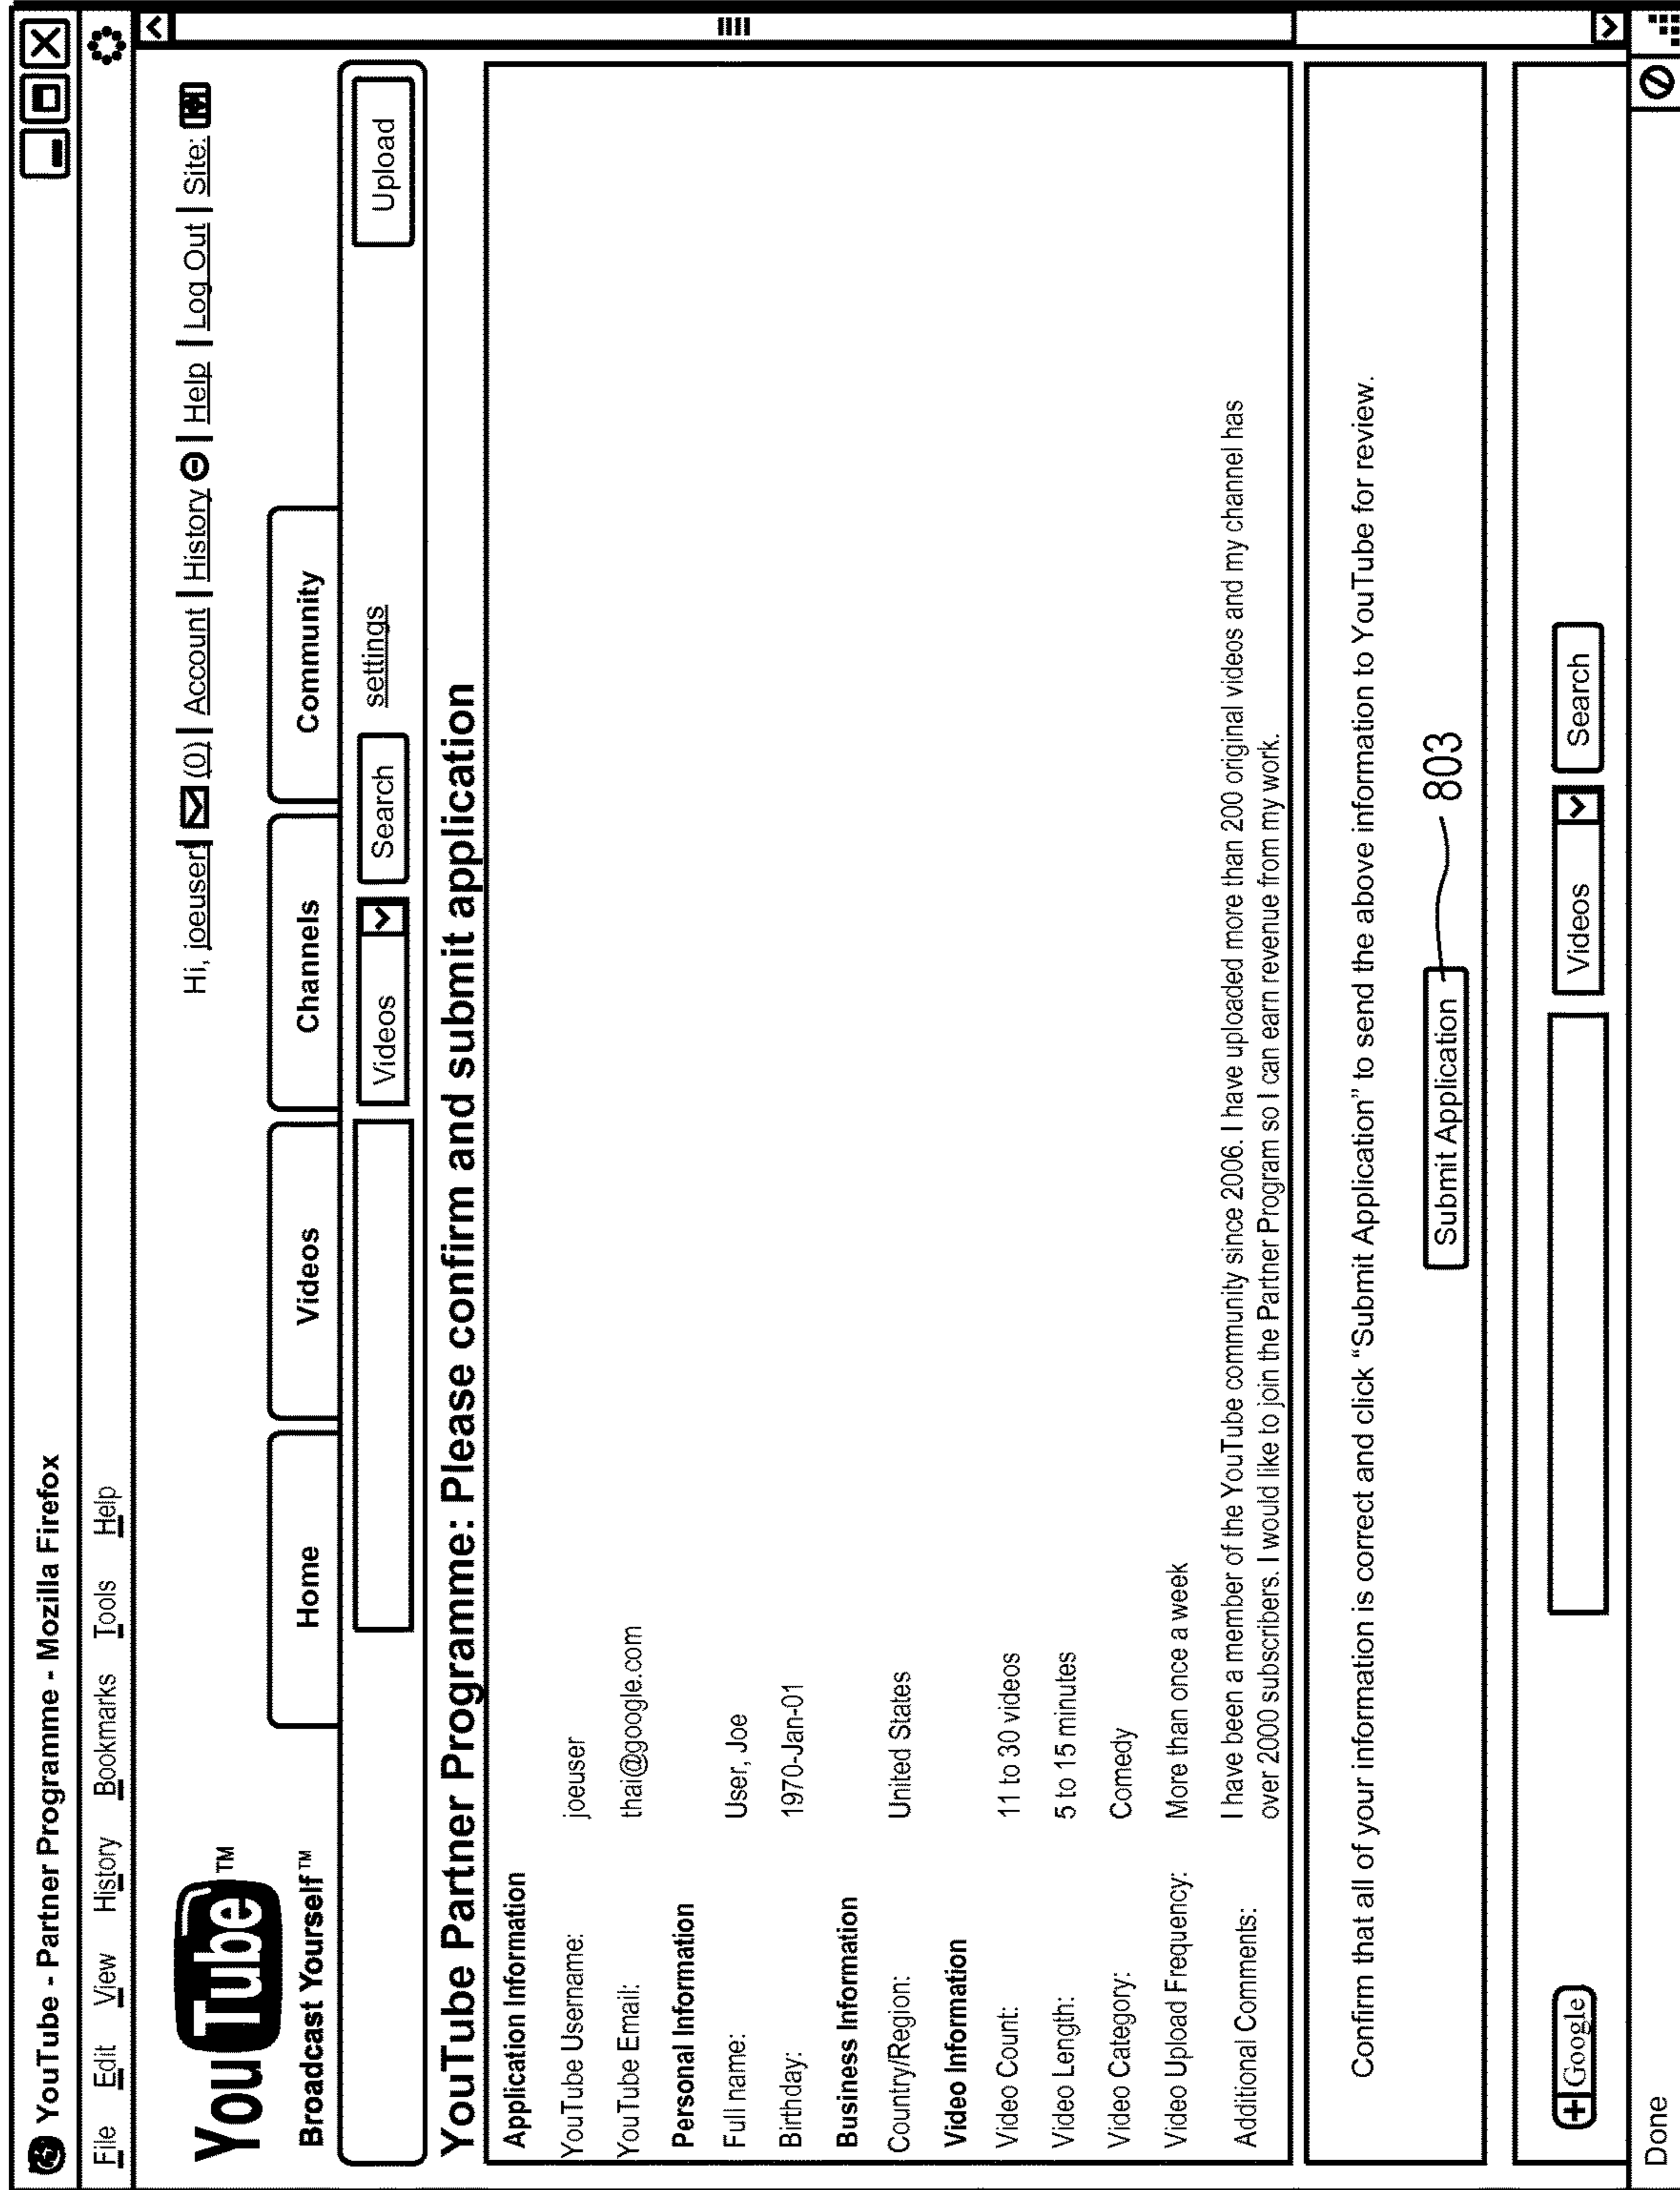 YouTube - Partner Programme - Mozilla Firefox
File Edit View History Bookmarks Tools Help
Hi, joeuser! (0) | Account | History | Help | Log Out | Site:
YouTube™
Broadcast Yourself™
Home Videos Channels Community
Videos Search settings Upload
YouTube Partner Programme: Please confirm and submit application
Application Information
YouTube Username: joeuser
YouTube Email: thai@google.com
Personal Information
Full name: User, Joe
Birthday: 1970-Jan-01
Business Information
Country/Region: United States
Video Information
Video Count: 11 to 30 videos
Video Length: 5 to 15 minutes
Video Category: Comedy
Video Upload Frequency: More than once a week
Additional Comments: I have been a member of the YouTube community since 2006. I have uploaded more than 200 original videos and my channel has
over 2000 subscribers. I would like to join the Partner Program so I can earn revenue from my work.
Confirm that all of your information is correct and click “Submit Application” to send the above information to YouTube for review.
Submit Application 803
Google Videos Search
Done